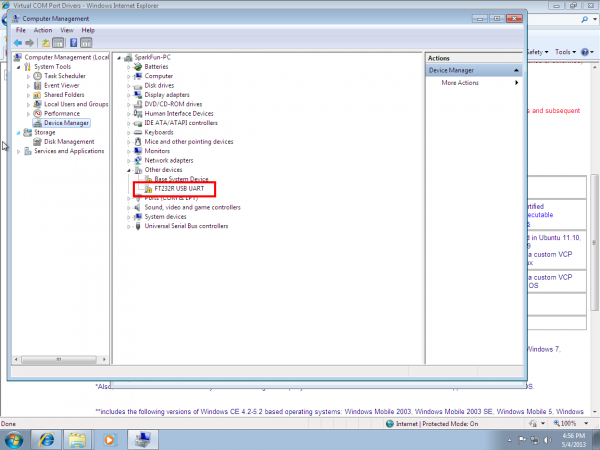 Virtual COM Port Drivers - Windows Internet Explorer
Computer Management
File Action View Help
Computer Management (Local
System Tools
Task Scheduler
Event Viewer
Shared Folders
Local Users and Groups
Performance
Device Manager
Storage
Disk Management
Services and Applications
SparkFun-PC
Batteries
Computer
Disk drives
Display adapters
DVD/CD-ROM drives
Human Interface Devices
IDE ATA/ATAPI controllers
Keyboards
Mice and other pointing devices
Monitors
Network adapters
Other devices
Base System Device
FT232R USB UART
Ports (COM & LPT)
Sound, video and game controllers
System devices
Universal Serial Bus controllers
Actions
Device Manager
More Actions
Safety Tools
s and subsequent
rtified
xecutable
d in Ubuntu 11.10,
a custom VCP
a custom VCP
OS
Windows 7,
*Also
OS.
**includes the following versions of Windows CE 4.2-5.2 based operating systems: Windows Mobile 2003, Windows Mobile 2003 SE, Windows Mobile 5, Windows
Done
Internet | Protected Mode: On
100%
4:56 PM
5/4/2013